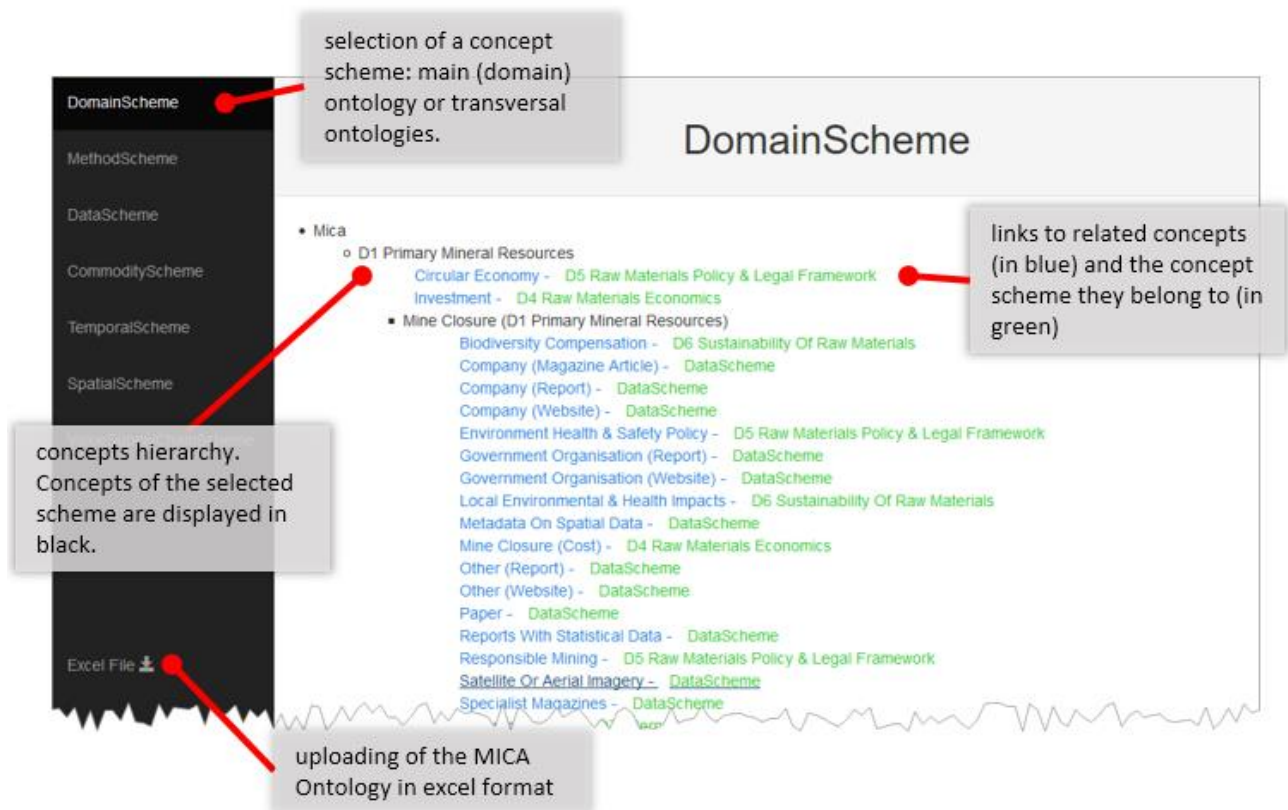 selection of a concept
scheme: main (domain)
ontology or transversal
ontologies.
DomainScheme
MethodScheme
DataScheme
CommodityScheme
TemporalScheme
SpatialScheme
concepts hierarchy.
Concepts of the selected
scheme are displayed in
black.
Excel File
DomainScheme
links to related concepts
(in blue) and the concept
scheme they belong to (in
green)
• Mica
o D1 Primary Mineral Resources
Circular Economy - D5 Raw Materials Policy & Legal Framework
Investment - D4 Raw Materials Economics
▪ Mine Closure (D1 Primary Mineral Resources)
Biodiversity Compensation - D6 Sustainability Of Raw Materials
Company (Magazine Article) - DataScheme
Company (Report) - DataScheme
Company (Website) - DataScheme
Environment Health & Safety Policy - D5 Raw Materials Policy & Legal Framework
Government Organisation (Report) - DataScheme
Government Organisation (Website) - DataScheme
Local Environmental & Health Impacts - D6 Sustainability Of Raw Materials
Metadata On Spatial Data - DataScheme
Mine Closure (Cost) - D4 Raw Materials Economics
Other (Report) - DataScheme
Other (Website) - DataScheme
Paper - DataScheme
Reports With Statistical Data - DataScheme
Responsible Mining - D5 Raw Materials Policy & Legal Framework
Satellite Or Aerial Imagery - DataScheme
Specialist Magazines - DataScheme
uploading of the MICA
Ontology in excel format